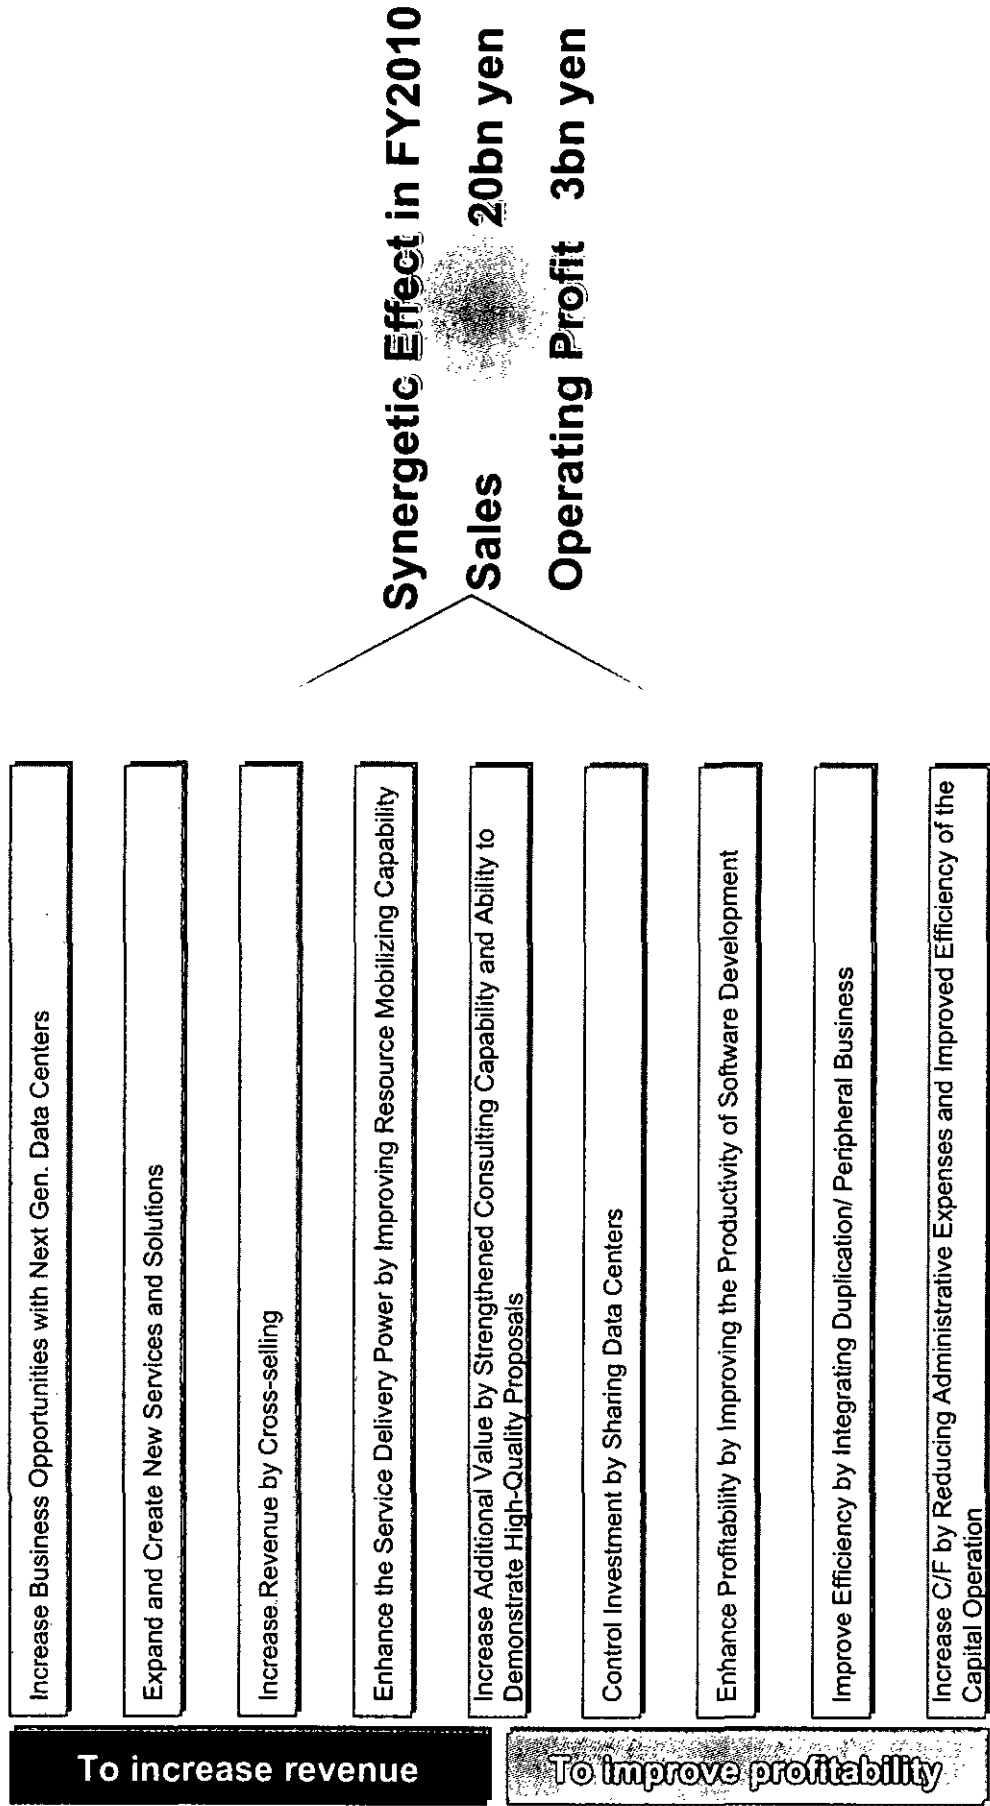 To increase revenue
Increase Business Opportunities with Next Gen. Data Centers
Expand and Create New Services and Solutions
Increase Revenue by Cross-selling
Enhance the Service Delivery Power by Improving Resource Mobilizing Capability
Increase Additional Value by Strengthened Consulting Capability and Ability to
Demonstrate High-Quality Proposals
To improve profitability
Control Investment by Sharing Data Centers
Enhance Profitability by Improving the Productivity of Software Development
Improve Efficiency by Integrating Duplication/ Peripheral Business
Increase C/F by Reducing Administrative Expenses and Improved Efficiency of the
Capital Operation
Synergetic Effect in FY2010
Sales 20bn yen
Operating Profit 3bn yen